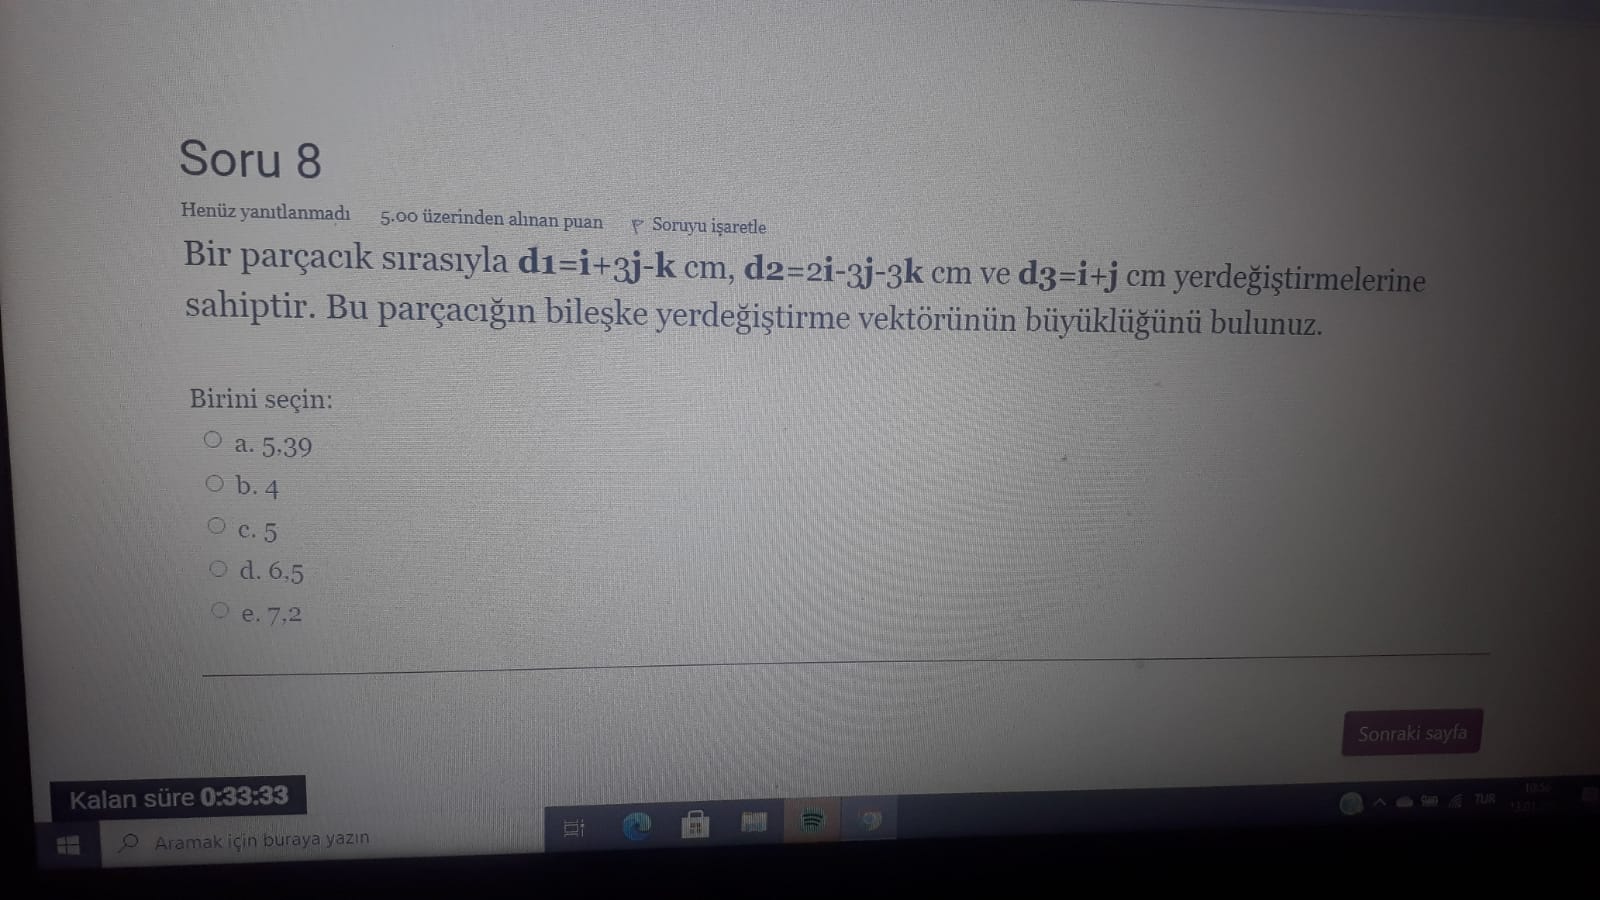 Soru 8
Henüz yanıtlanmadı 5.00 üzerinden alınan puan Soruyu işaretle
Bir parçacık sırasıyla d1=i+3j-k cm, d2=2i-3j-3k cm ve d3=i+j cm yerdeğiştirmelerine
sahiptir. Bu parçacığın bileşke yerdeğiştirme vektörünün büyüklüğünü bulunuz.
Birini seçin:
a. 5,39
b. 4
c. 5
d. 6,5
e. 7,2
Sonraki sayfa
Kalan süre 0:33:33
Aramak için buraya yazın
TUR